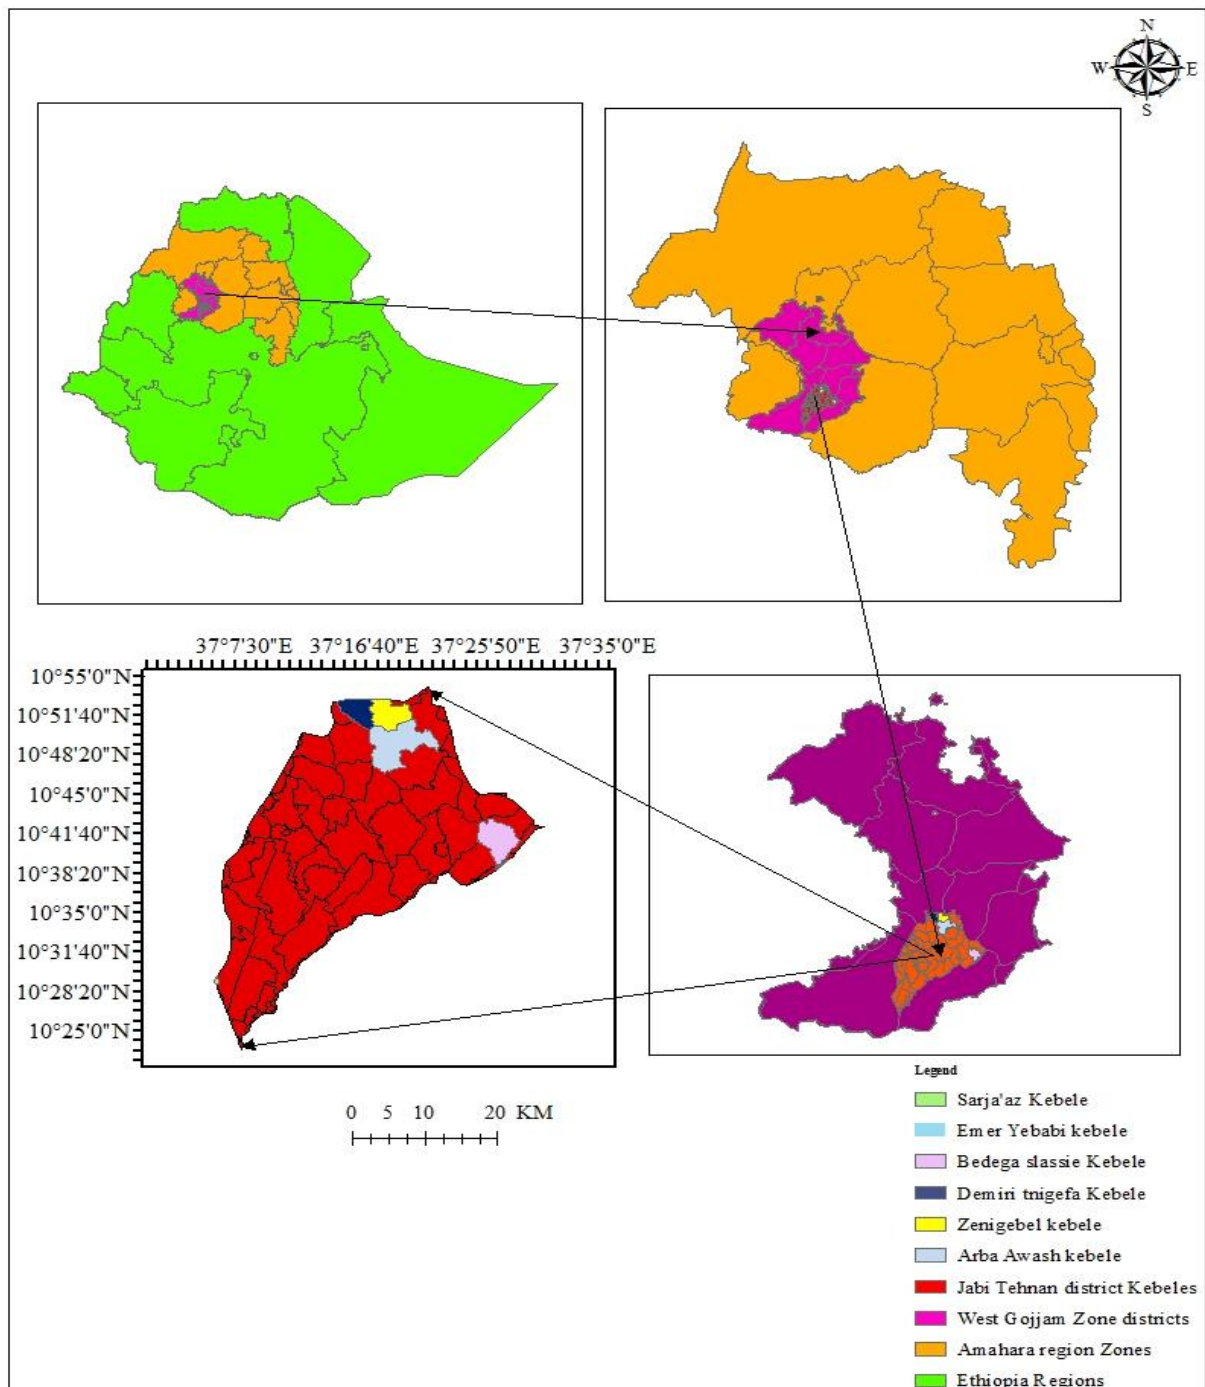 N
W E
S
37°7'30"E 37°16'40"E 37°25'50"E 37°35'0"E
10°55'0"N
10°51'40"N
10°48'20"N
10°45'0"N
10°41'40"N
10°38'20"N
10°35'0"N
10°31'40"N
10°28'20"N
10°25'0"N
0 5 10 20 KM
Legend
Sarja'az Kebele
Emer Yebabi kebele
Bedega slassie Kebele
Demiri tnigefa Kebele
Zenigebel kebele
Arba Awash kebele
Jabi Tehnan district Kebeles
West Gojjam Zone districts
Amahara region Zones
Ethiopia Regions